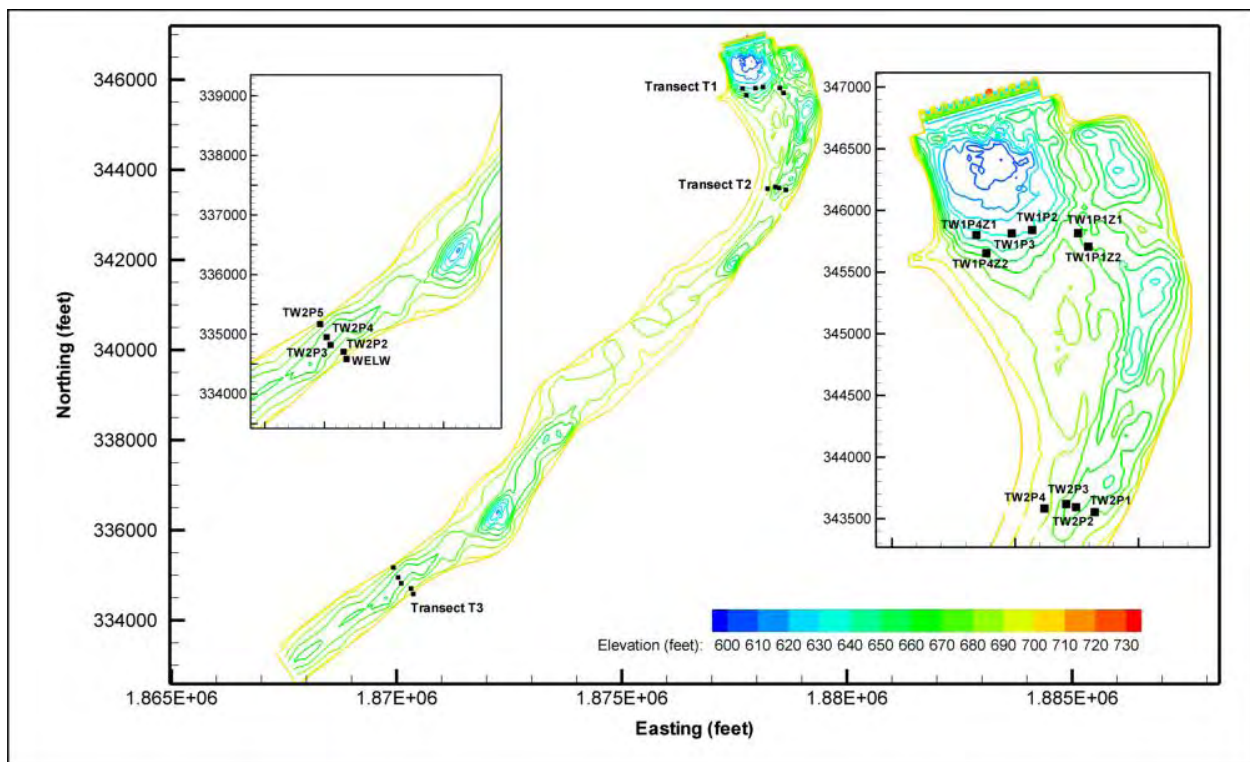 346000
344000
342000
340000
338000
336000
334000
Northing (feet)
1.865E+06
1.87E+06
1.875E+06
1.88E+06
1.885E+06
Easting (feet)
Transect T1
Transect T2
Transect T3
339000
338000
337000
336000
335000
334000
TW2P5
TW2P4
TW2P3
TW2P2
WELW
347000
346500
346000
345500
345000
344500
344000
343500
TW1P4Z1
TW1P2
TW1P1Z1
TW1P3
TW1P4Z2
TW1P1Z2
TW2P3
TW2P4
TW2P1
TW2P2
Elevation (feet): 600 610 620 630 640 650 660 670 680 690 700 710 720 730